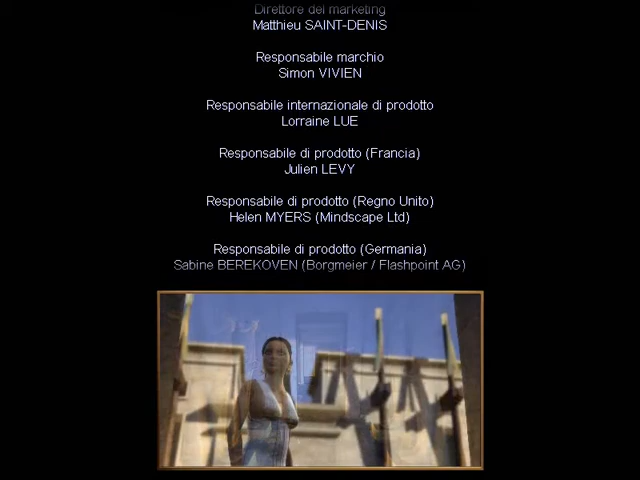 Direttore del marketing
Matthieu SAINT-DENIS
Responsabile marchio
Simon VIVIEN
Responsabile internazionale di prodotto
Lorraine LUE
Responsabile di prodotto (Francia)
Julien LEVY
Responsabile di prodotto (Regno Unito)
Helen MYERS (Mindscape Ltd)
Responsabile di prodotto (Germania)
Sabine BEREKOVEN (Borgmeier / Flashpoint AG)